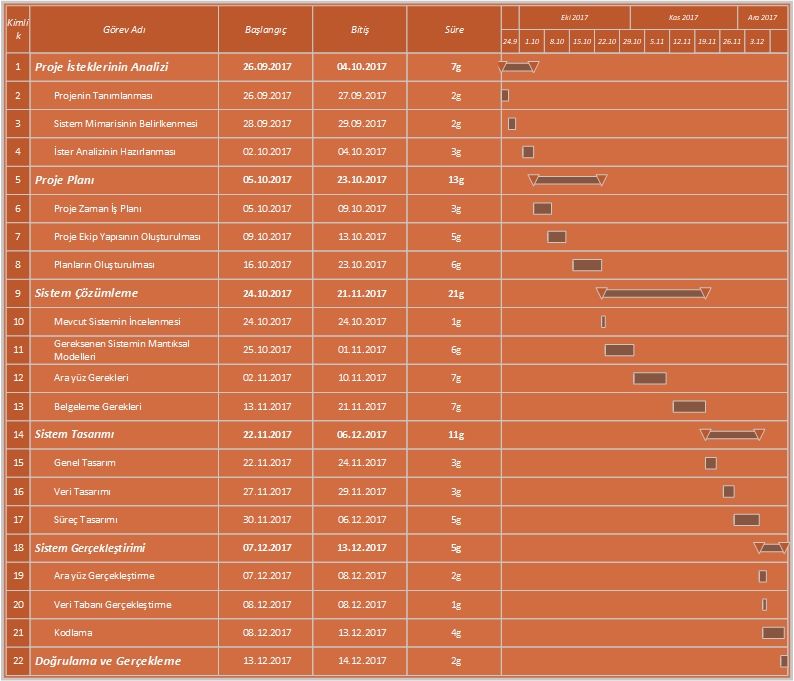 Kimlik Görev Adı Başlangıç Bitiş Süre Eki 2017 Kas 2017 Ara 2017
24.9 1.10 8.10 15.10 22.10 29.10 5.11 12.11 19.11 26.11 3.12
1 Proje İsteklerinin Analizi 26.09.2017 04.10.2017 7g
2 Projenin Tanımlanması 26.09.2017 27.09.2017 2g
3 Sistem Mimarisinin Belirlkenmesi 28.09.2017 29.09.2017 2g
4 İster Analizinin Hazırlanması 02.10.2017 04.10.2017 3g
5 Proje Planı 05.10.2017 23.10.2017 13g
6 Proje Zaman İş Planı 05.10.2017 09.10.2017 3g
7 Proje Ekip Yapısının Oluşturulması 09.10.2017 13.10.2017 5g
8 Planların Oluşturulması 16.10.2017 23.10.2017 6g
9 Sistem Çözümleme 24.10.2017 21.11.2017 21g
10 Mevcut Sistemin İncelenmesi 24.10.2017 24.10.2017 1g
11 Gereksenen Sistemin Mantıksal
Modelleri 25.10.2017 01.11.2017 6g
12 Ara yüz Gerekleri 02.11.2017 10.11.2017 7g
13 Belgeleme Gerekleri 13.11.2017 21.11.2017 7g
14 Sistem Tasarımı 22.11.2017 06.12.2017 11g
15 Genel Tasarım 22.11.2017 24.11.2017 3g
16 Veri Tasarımı 27.11.2017 29.11.2017 3g
17 Süreç Tasarımı 30.11.2017 06.12.2017 5g
18 Sistem Gerçekleştirimi 07.12.2017 13.12.2017 5g
19 Ara yüz Gerçekleştirme 07.12.2017 08.12.2017 2g
20 Veri Tabanı Gerçekleştirme 08.12.2017 08.12.2017 1g
21 Kodlama 08.12.2017 13.12.2017 4g
22 Doğrulama ve Gerçekleme 13.12.2017 14.12.2017 2g